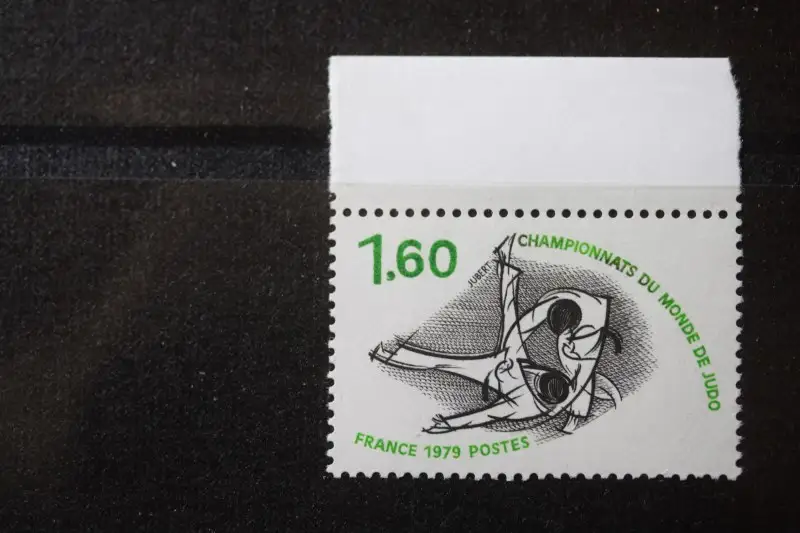 1,60
JUBERT
CHAMPIONNATS DU MONDE DE JUDO
FRANCE 1979 POSTES